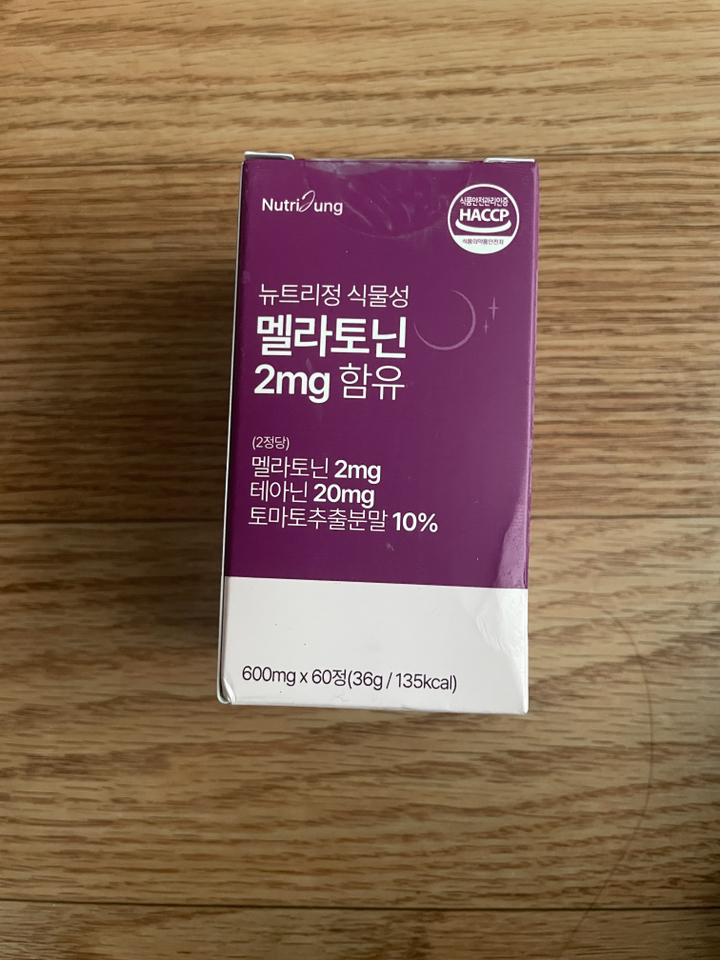 NutriJung
식품안전관리인증
HACCP
식품의약품안전처
뉴트리정 식물성
멜라토닌
2mg 함유
(2정당)
멜라토닌 2mg
테아닌 20mg
토마토추출분말 10%
600mg x 60정(36g / 135kcal)